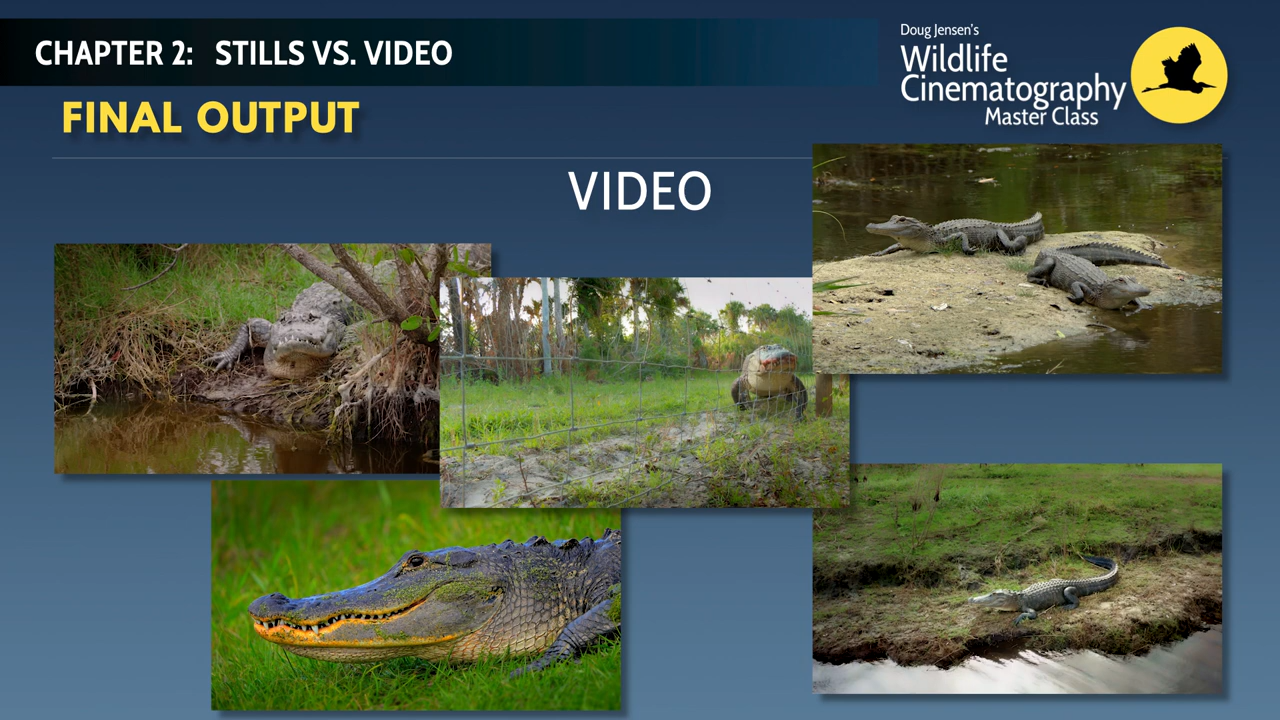 CHAPTER 2: STILLS VS. VIDEO
Doug Jensen's
Wildlife
Cinematography
Master Class
FINAL OUTPUT
VIDEO